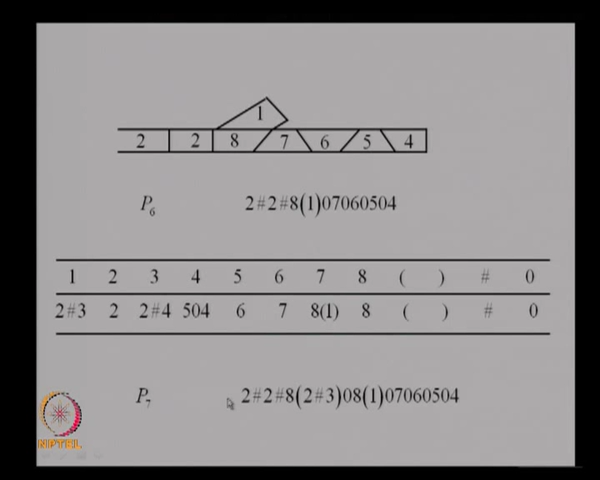 1
2 2 8 7 6 5 4
P6 2#2#8(1)07060504
1 2 3 4 5 6 7 8 ( ) # 0
2#3 2 2#4 504 6 7 8(1) 8 ( ) # 0
P7 2#2#8(2#3)08(1)07060504
NPTEL